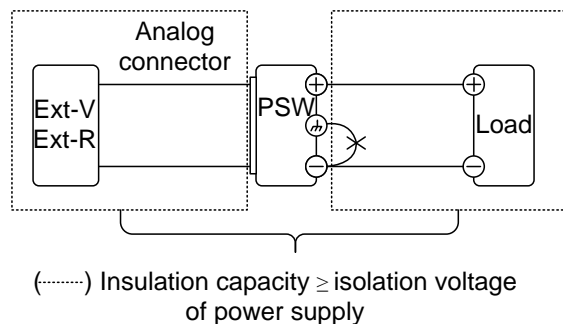 Analog
connector
Ext-V
Ext-R
PSW
Load
(·······) Insulation capacity ≥ isolation voltage
of power supply